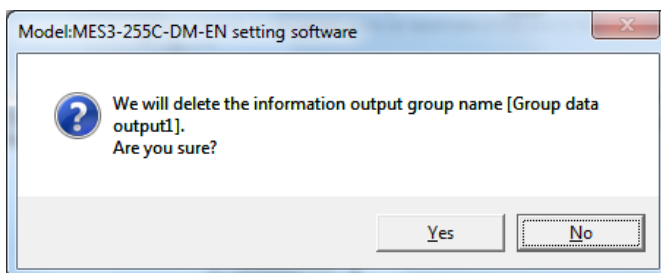 Model:MES3-255C-DM-EN setting software
We will delete the information output group name [Group data
output1].
Are you sure?
Yes
No